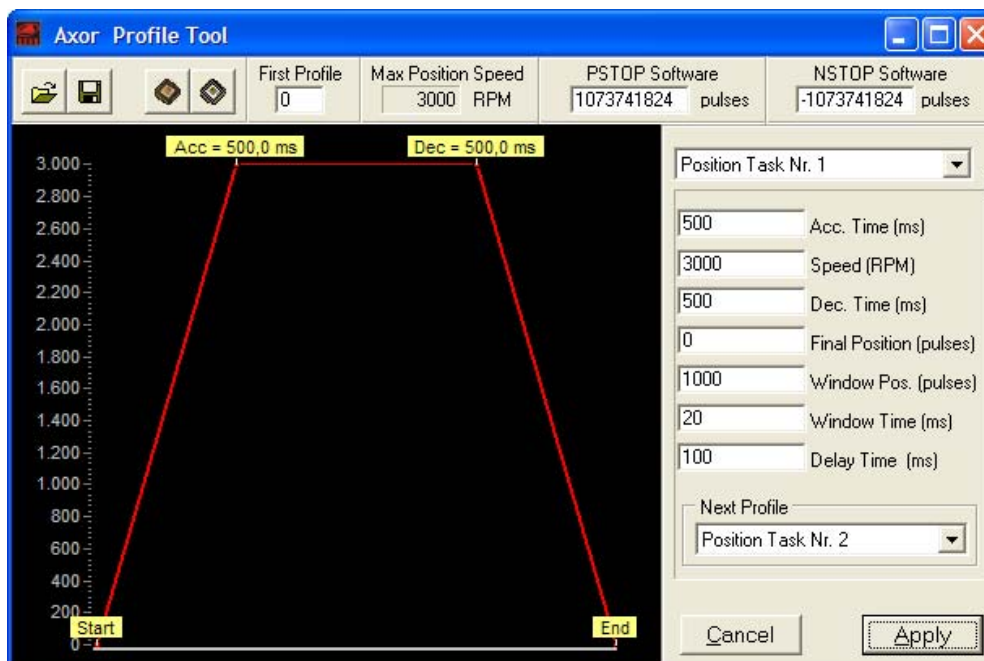 Axor Profile Tool
First Profile
0
Max Position Speed
3000 RPM
PSTOP Software
1073741824 pulses
NSTOP Software
-1073741824 pulses
Acc = 500,0 ms
Dec = 500,0 ms
3.000
2.800
2.600
2.400
2.200
2.000
1.800
1.600
1.400
1.200
1.000
800
600
400
200
0
Start
End
Position Task Nr. 1
500 Acc. Time (ms)
3000 Speed (RPM)
500 Dec. Time (ms)
0 Final Position (pulses)
1000 Window Pos. (pulses)
20 Window Time (ms)
100 Delay Time (ms)
Next Profile
Position Task Nr. 2
Cancel
Apply